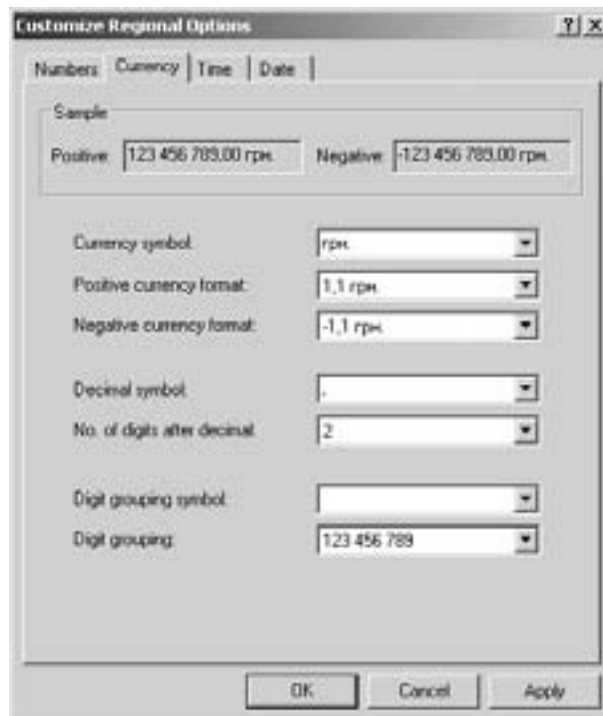 Customize Regional Options
Numbers Currency Time Date
Sample
Positive: 123 456 789,00 грн. Negative: -123 456 789,00 грн.
Currency symbol: грн.
Positive currency format: 1,1 грн.
Negative currency format: -1,1 грн.
Decimal symbol: ,
No. of digits after decimal: 2
Digit grouping symbol:
Digit grouping: 123 456 789
OK Cancel Apply